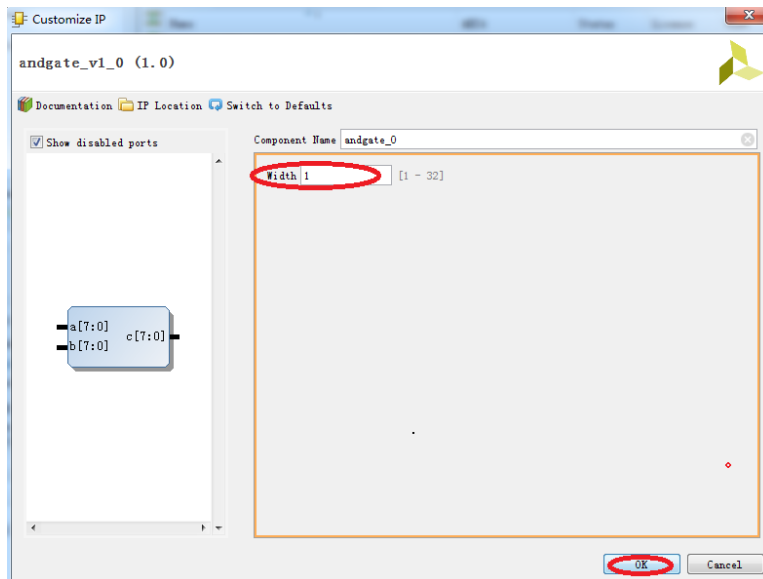 Customize IP
andgate_v1_0 (1.0)
Documentation IP Location Switch to Defaults
Show disabled ports
Component Name andgate_0
Width 1 [1 - 32]
a[7:0]
b[7:0]
c[7:0]
OK Cancel